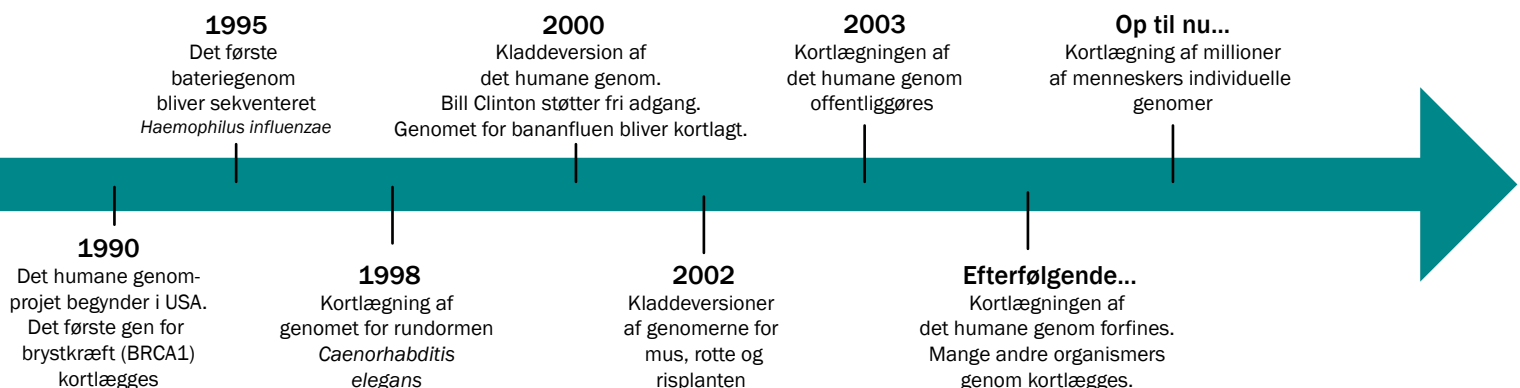 1995
Det første
bateriegenom
bliver sekventeret
Haemophilus influenzae
2000
Kladdeversion af
det humane genom.
Bill Clinton støtter fri adgang.
Genomet for bananfluen bliver kortlagt.
2003
Kortlægningen af
det humane genom
offentliggøres
Op til nu...
Kortlægning af millioner
af menneskers individuelle
genomer
1990
Det humane genom-
projet begynder i USA.
Det første gen for
brystkræft (BRCA1)
kortlægges
1998
Kortlægning af
genomet for rundormen
Caenorhabditis
elegans
2002
Kladdeversioner
af genomerne for
mus, rotte og
risplanten
Efterfølgende...
Kortlægningen af
det humane genom forfines.
Mange andre organismers
genom kortlægges.